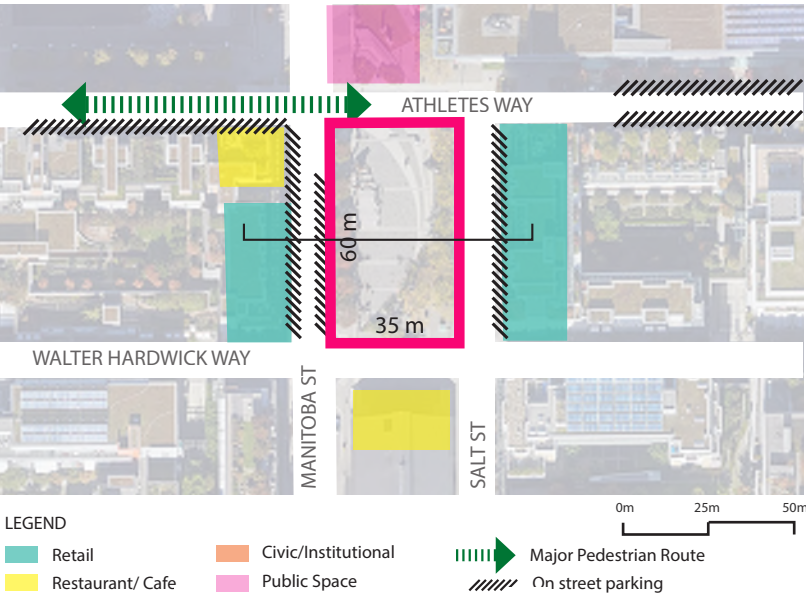 ATHLETES WAY
60 m
35 m
WALTER HARDWICK WAY
MANITOBA ST
SALT ST
LEGEND
Retail
Restaurant/ Cafe
Civic/Institutional
Public Space
0m 25m 50m
Major Pedestrian Route
On street parking